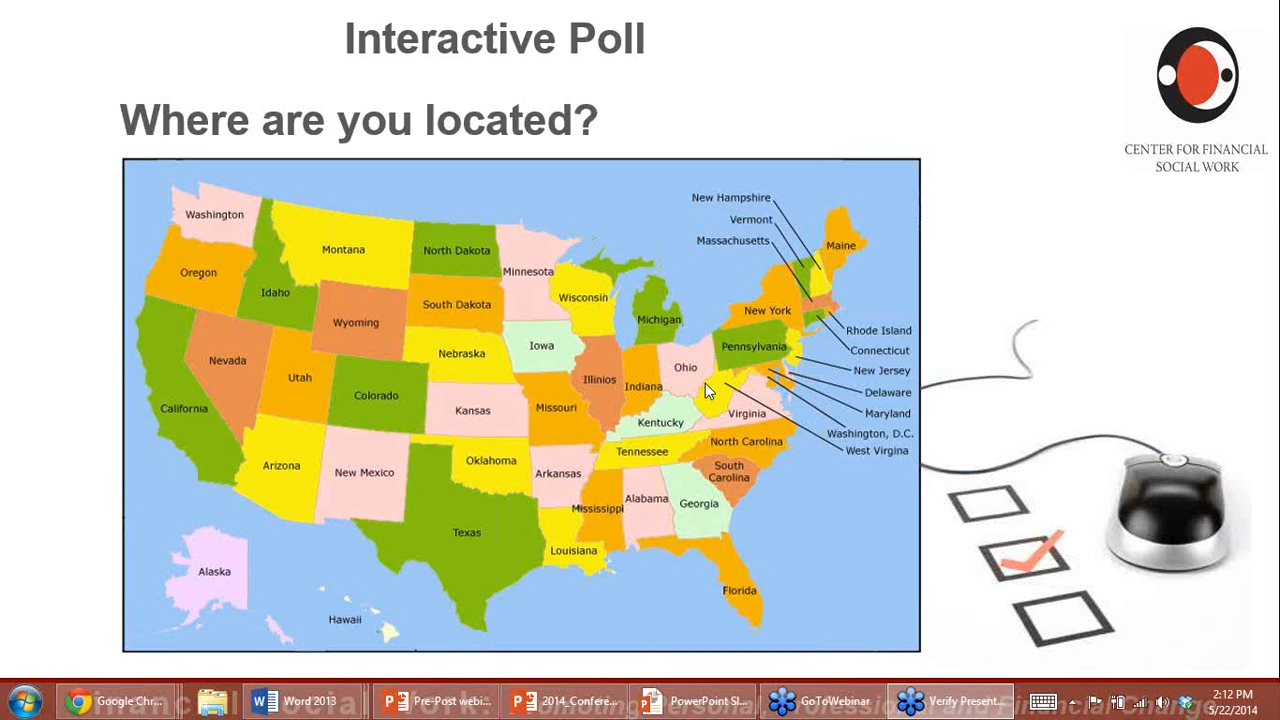 Interactive Poll
Where are you located?
CENTER FOR FINANCIAL
SOCIAL WORK
New Hampshire
Vermont
Massachusetts
Washington
Maine
Montana
North Dakota
Minnesota
Oregon
Idaho
Wisconsin
South Dakota
New York
Michigan
Wyoming
Rhode Island
Iowa
Pennsylvania
Connecticut
Nebraska
Nevada
Ohio
New Jersey
Utah
Illinios
Indiana
Colorado
Delaware
California
Kansas
Missouri
Virginia
Maryland
Kentucky
Washington, D.C.
North Carolina
Tennessee
West Virgina
Oklahoma
Arizona
New Mexico
Arkansas
South
Carolina
Alabama
Georgia
Mississippi
Texas
Louisiana
Alaska
Florida
Hawaii
Google Chr...
Word 2013
Pre-Post webi...
2014_Confere...
PowerPoint Sl...
GoToWebinar
Verify Present...
2:12 PM
5/22/2014